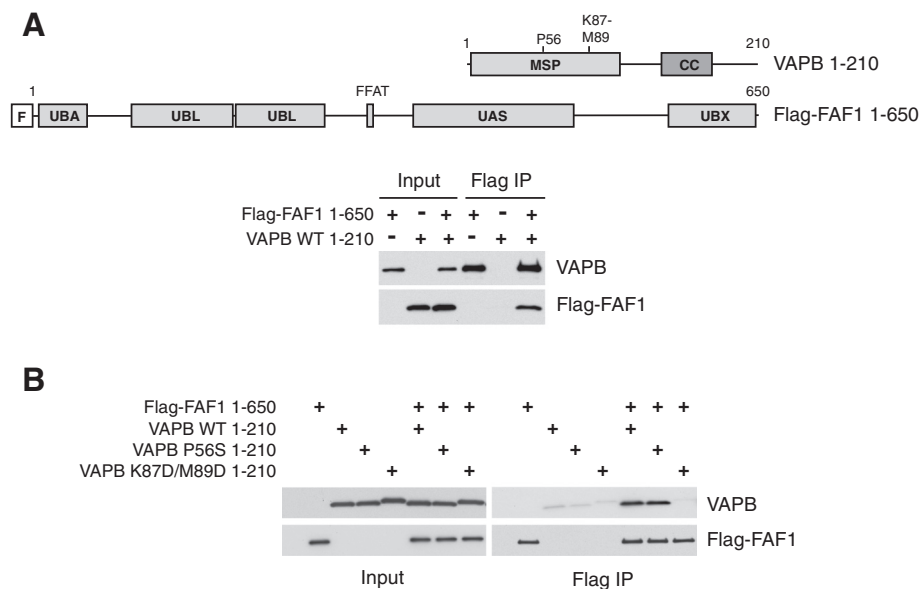 A
K87-
P56 M89
1 210
MSP CC VAPB 1-210
1 FFAT 650
F UBA UBL UBL UAS UBX Flag-FAF1 1-650
Input Flag IP
Flag-FAF1 1-650 + - + + - +
VAPB WT 1-210 - + + - + +
VAPB
Flag-FAF1
B
Flag-FAF1 1-650 + + + + + + + +
VAPB WT 1-210 + + + +
VAPB P56S 1-210 + + + +
VAPB K87D/M89D 1-210 + + + +
VAPB
Flag-FAF1
Input Flag IP